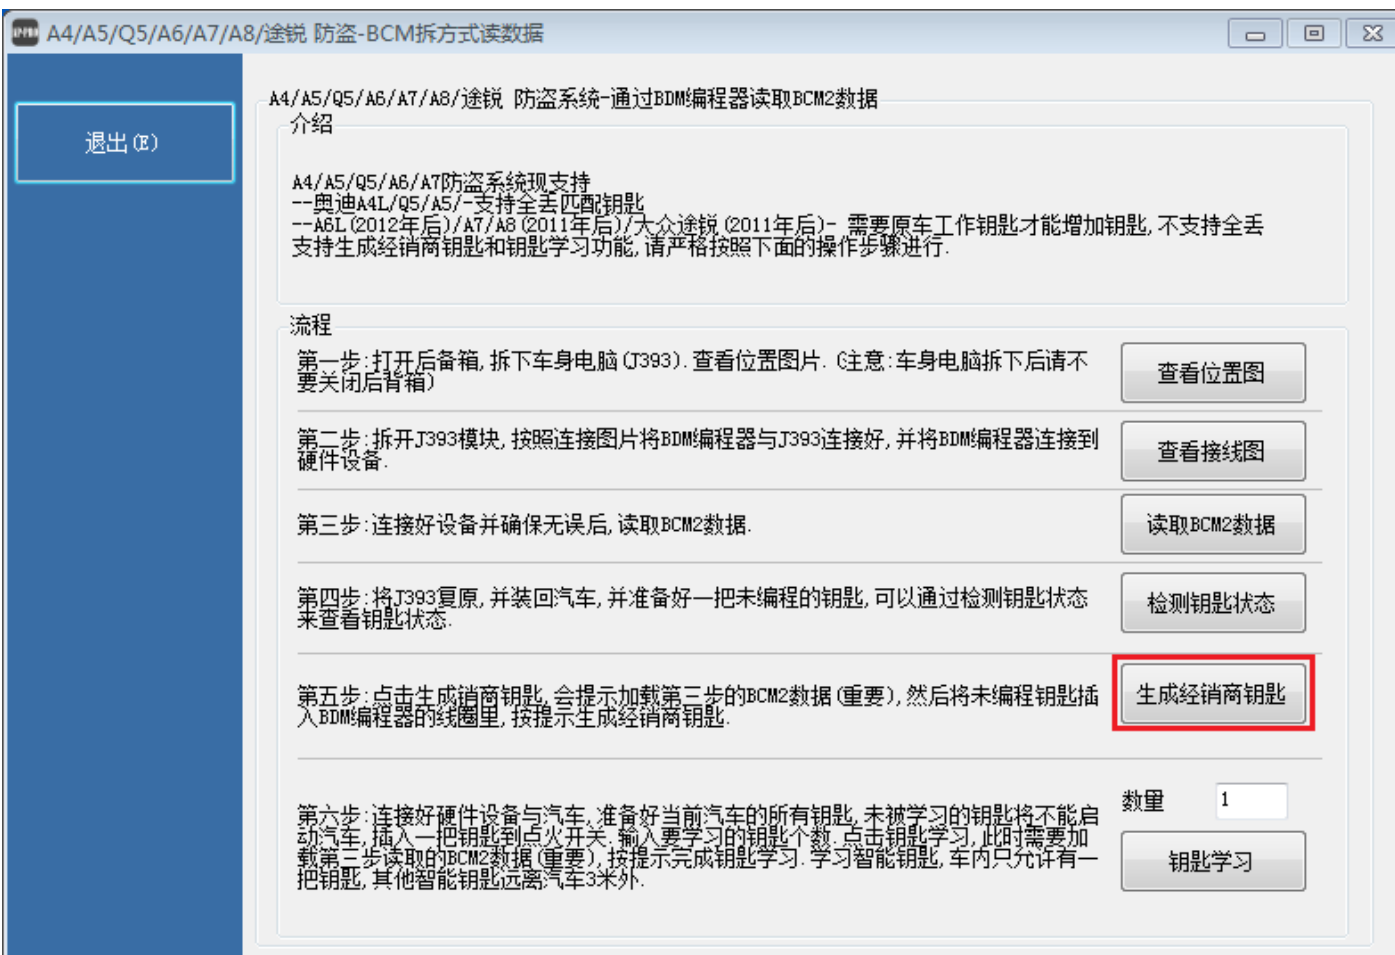 A4/A5/Q5/A6/A7/A8/途锐 防盗-BCM拆方式读数据
退出(E)
A4/A5/Q5/A6/A7/A8/途锐 防盗系统-通过BDM编程器读取BCM2数据
介绍
A4/A5/Q5/A6/A7防盗系统现支持
--奥迪A4L/Q5/A5/-支持全丢匹配钥匙
--A6L(2012年后)/A7/A8(2011年后)/大众途锐(2011年后)- 需要原车工作钥匙才能增加钥匙,不支持全丢
支持生成经销商钥匙和钥匙学习功能,请严格按照下面的操作步骤进行.
流程
第一步:打开后备箱,拆下车身电脑(J393).查看位置图片.(注意:车身电脑拆下后请不
要关闭后背箱)
查看位置图
第二步:拆开J393模块,按照连接图片将BDM编程器与J393连接好,并将BDM编程器连接到
硬件设备.
查看接线图
第三步:连接好设备并确保无误后,读取BCM2数据.
读取BCM2数据
第四步:将J393复原,并装回汽车,并准备好一把未编程的钥匙,可以通过检测钥匙状态
来查看钥匙状态.
检测钥匙状态
第五步:点击生成销商钥匙,会提示加载第三步的BCM2数据(重要),然后将未编程钥匙插
入BDM编程器的线圈里,按提示生成经销商钥匙.
生成经销商钥匙
第六步:连接好硬件设备与汽车,准备好当前汽车的所有钥匙,未被学习的钥匙将不能启
动汽车,插入一把钥匙到点火开关.输入要学习的钥匙个数.点击钥匙学习,此时需要加
载第三步读取的BCM2数据(重要),按提示完成钥匙学习.学习智能钥匙,车内只允许有一
把钥匙,其他智能钥匙远离汽车3米外.
数量 1
钥匙学习